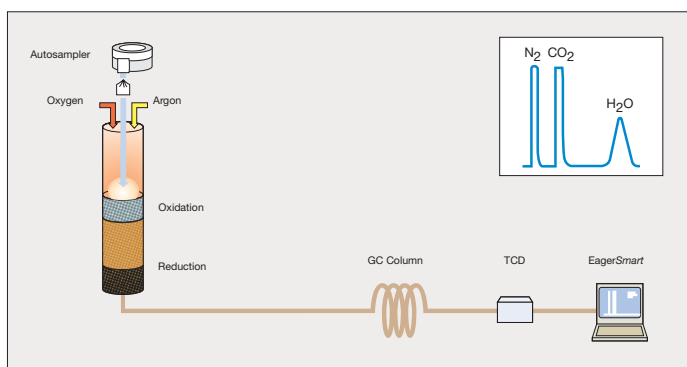 Autosampler
N₂ CO₂
Oxygen Argon
H₂O
Oxidation
Reduction
GC Column
TCD
EagerSmart